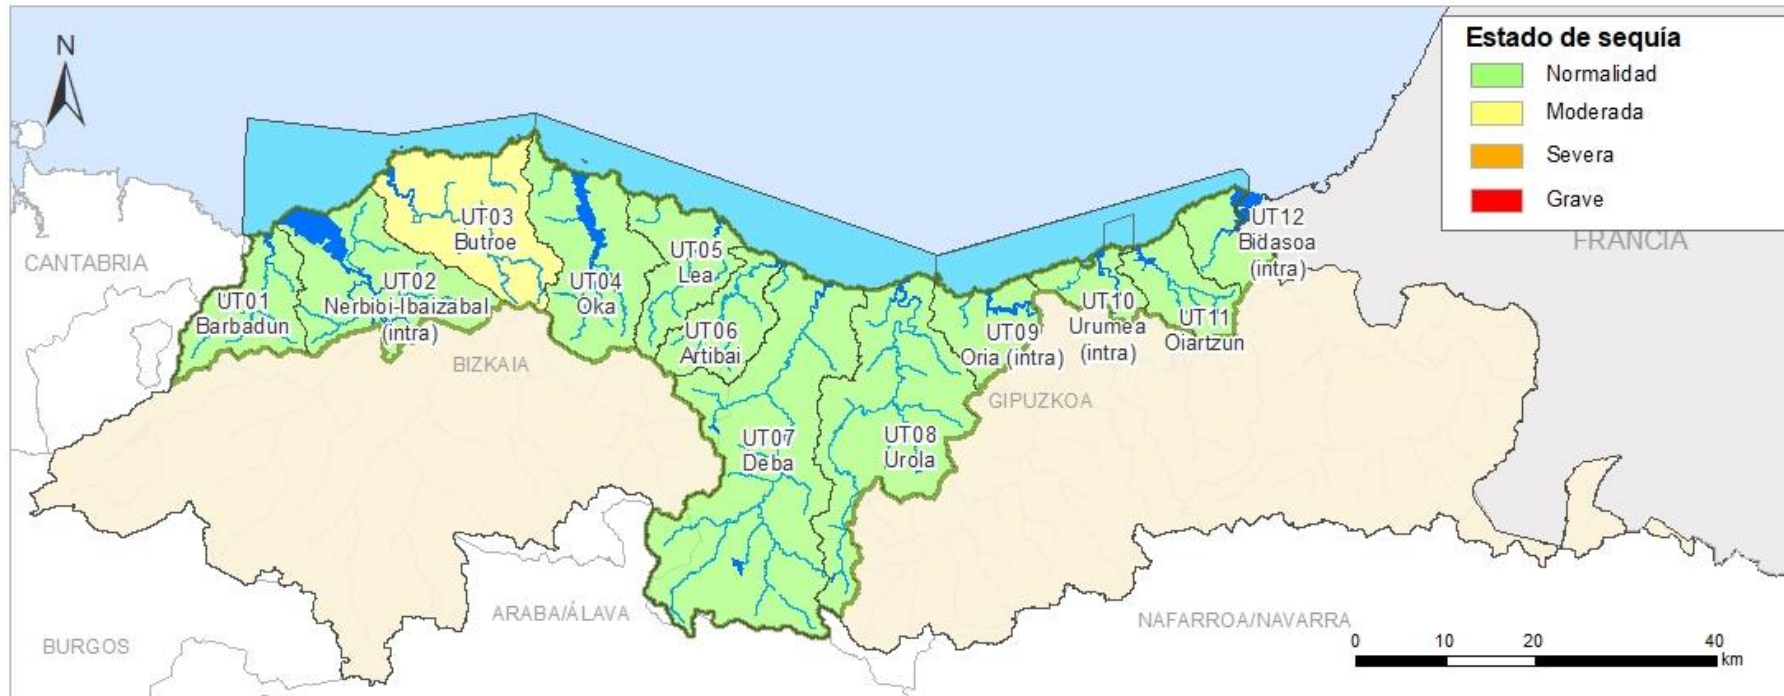 N
Estado de sequía
Normalidad
Moderada
Severa
Grave
CANTABRIA
FRANCIA
BIZKAIA
GIPUZKOA
ARABA/ÁLAVA
BURGOS
NAFARROA/NAVARRA
UT01
Barbadun
UT02
Nerbioi-Ibaizabal
(intra)
UT03
Butroe
UT04
Oka
UT05
Lea
UT06
Artibai
UT07
Deba
UT08
Urola
UT09
Oria (intra)
UT10
Urumea
(intra)
UT11
Oiartzun
UT12
Bidasoa
(intra)
0 10 20 40
km